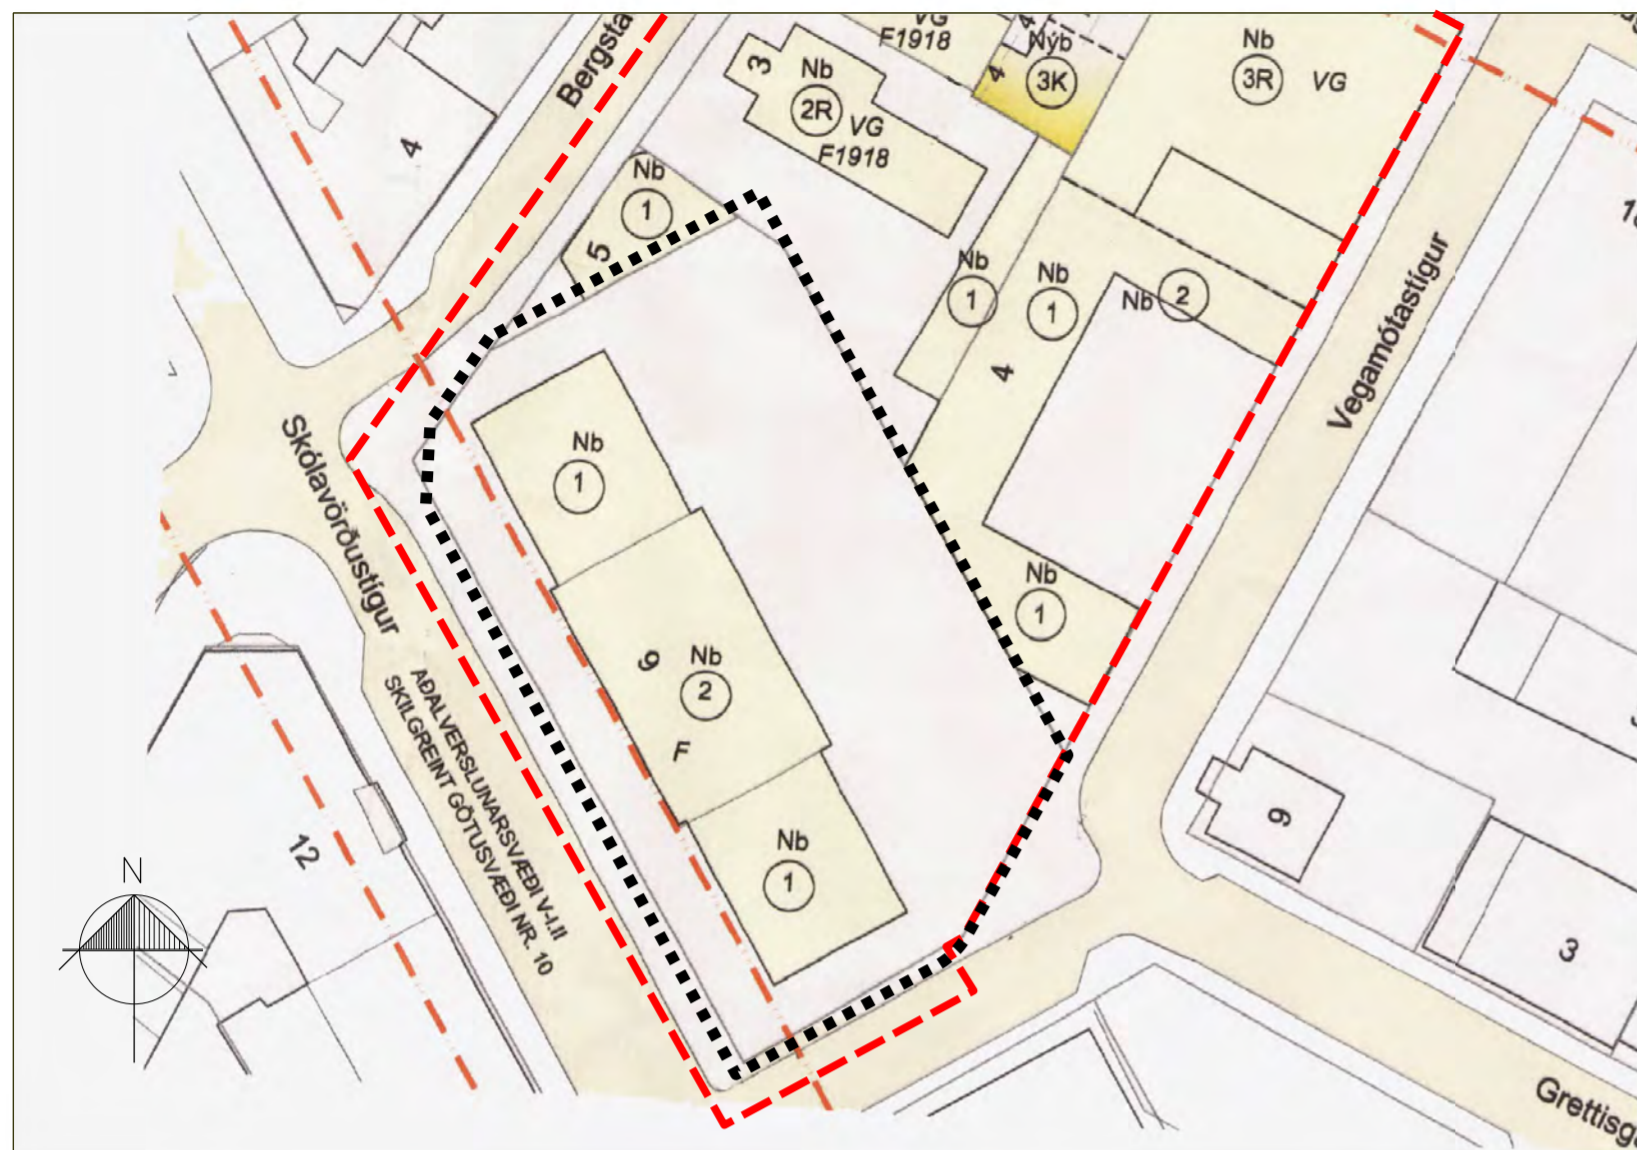 Bergsta
VG
F1918
4
Nýb
3K
4
Nb
3R VG
3
Nb
2R
VG
F1918
4
Nb
1
5
Nb
1
Nb
1
Nb
2
4
Vegamótastígur
Skólavörðustígur
Nb
1
Nb
1
9
Nb
2
F
AÐALVERSLUNARSVÆÐI V-I.II
SKILGREINT GÖTUSVÆÐI NR. 10
Nb
1
12
N
9
3
Grettisg